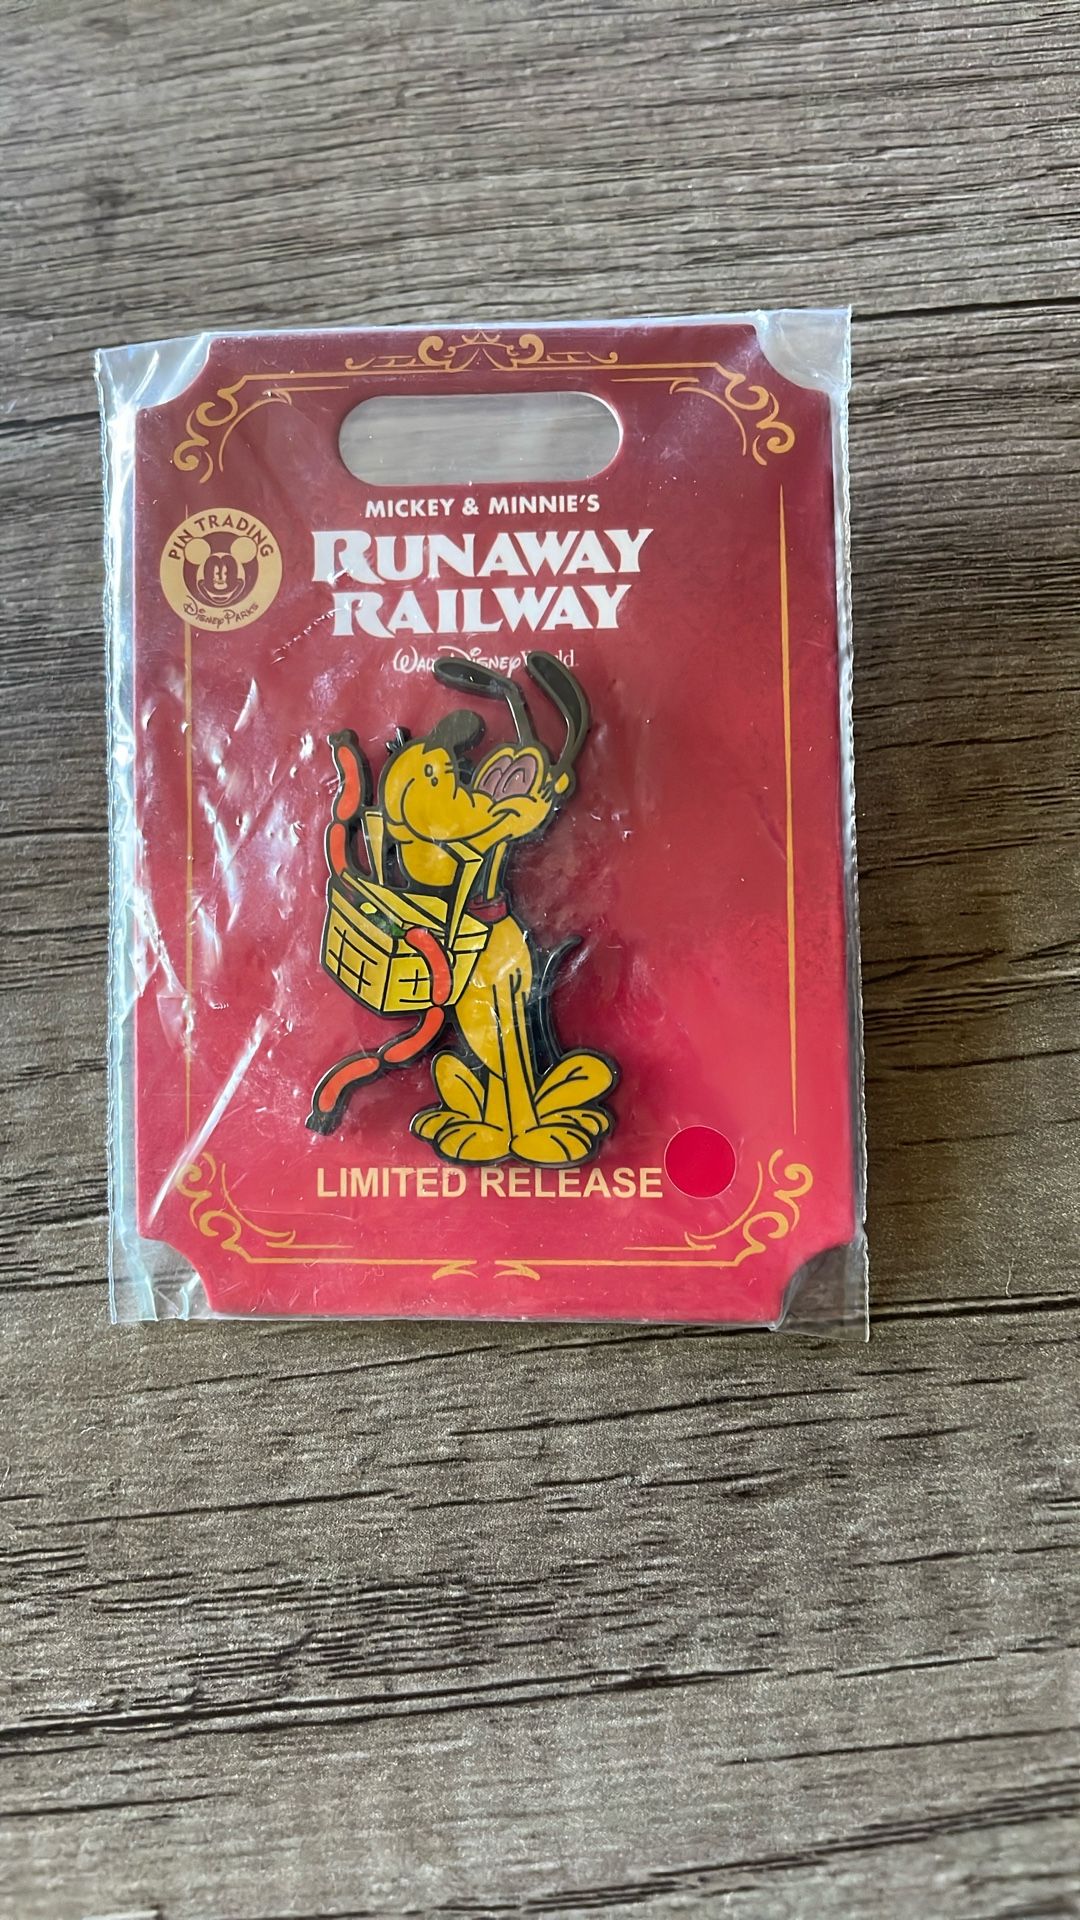 MICKEY & MINNIE'S
PIN TRADING
RUNAWAY
RAILWAY
Disney Parks
Walt Disney World
LIMITED RELEASE